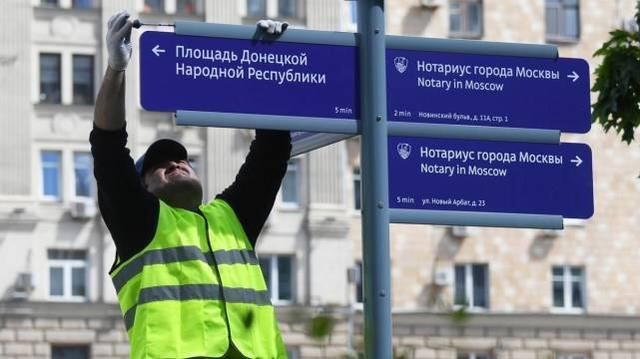 Площадь Донецкой
Народной Республики
5 min
Нотариус города Москвы
Notary in Moscow
2 min
Новинский бульв, д. 11А, стр. 1
Нотариус города Москвы
Notary in Moscow
5 min
ул. Новый Арбат, д. 23